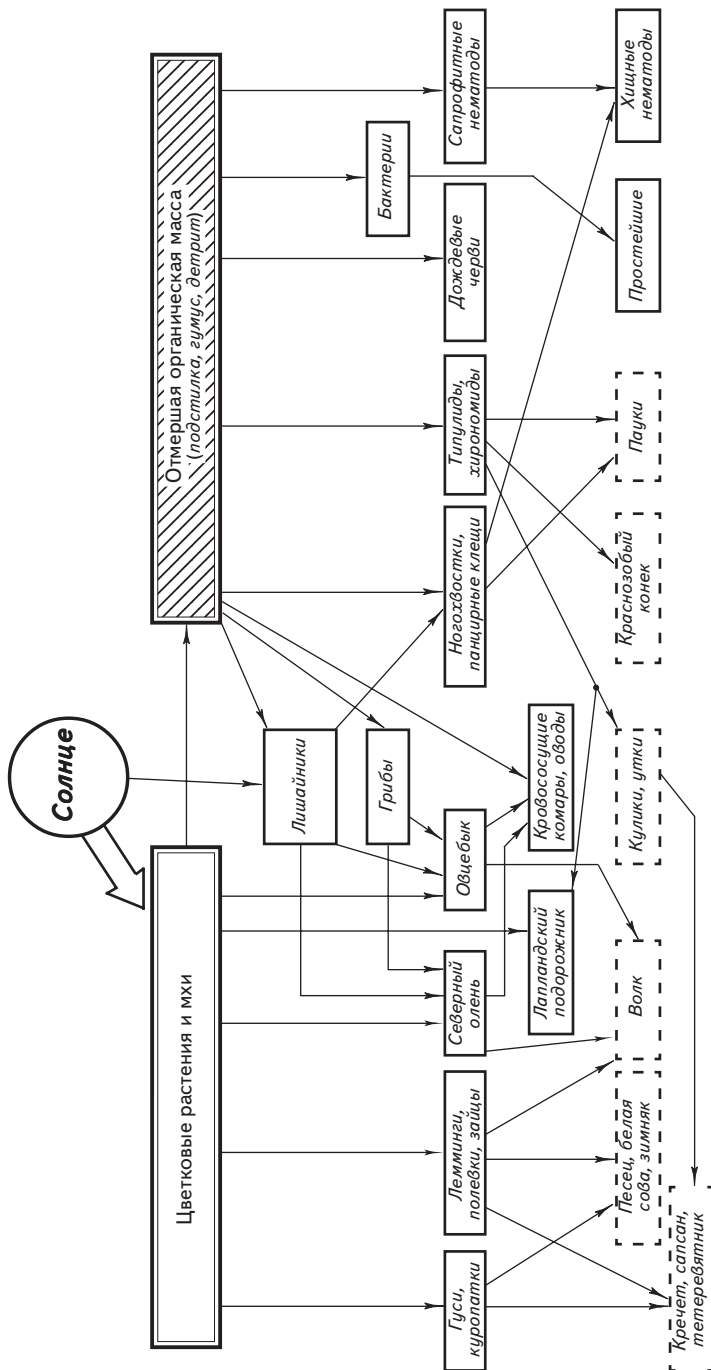 Солнце
Цветковые растения и мхи
Отмершая органическая масса
(подстилка, гумус, детрит)
Лишайники
Грибы
Бактерии
Гуси,
куропатки
Лемминги,
полевки, зайцы
Северный
олень
Овцебык
Ногохвостки,
панцирные клещи
Типулиды,
хирономиды
Дождевые
черви
Сапрофитные
нематоды
Лапландский
подорожник
Кровососущие
комары, оводы
Песец, белая
сова, зимняк
Волк
Кулики, утки
Краснозобый
конек
Пауки
Простейшие
Хищные
нематоды
Кречет, сапсан,
тетеревятник